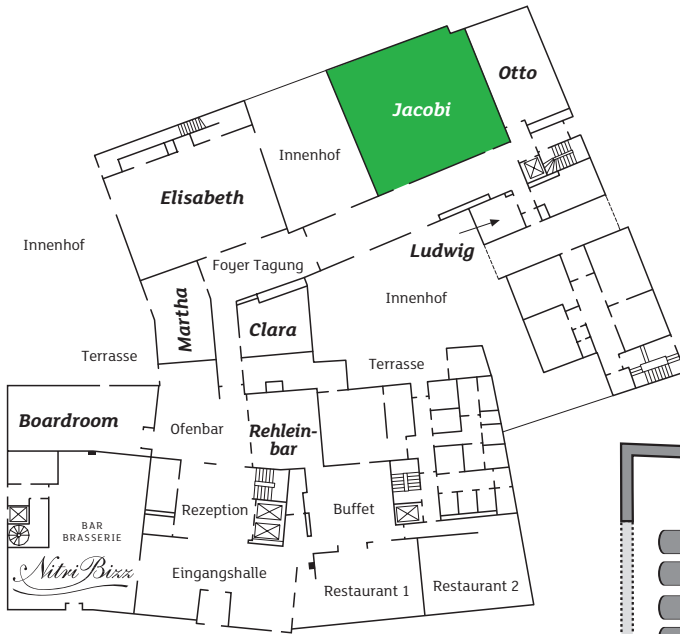 Otto
Jacobi
Innenhof
Elisabeth
Innenhof
Ludwig
Foyer Tagung
Innenhof
Martha
Clara
Terrasse
Terrasse
Boardroom
Ofenbar
Rehlein-
bar
Rezeption
Buffet
BAR
BRASSERIE
NitriBizz
Eingangshalle
Restaurant 1
Restaurant 2